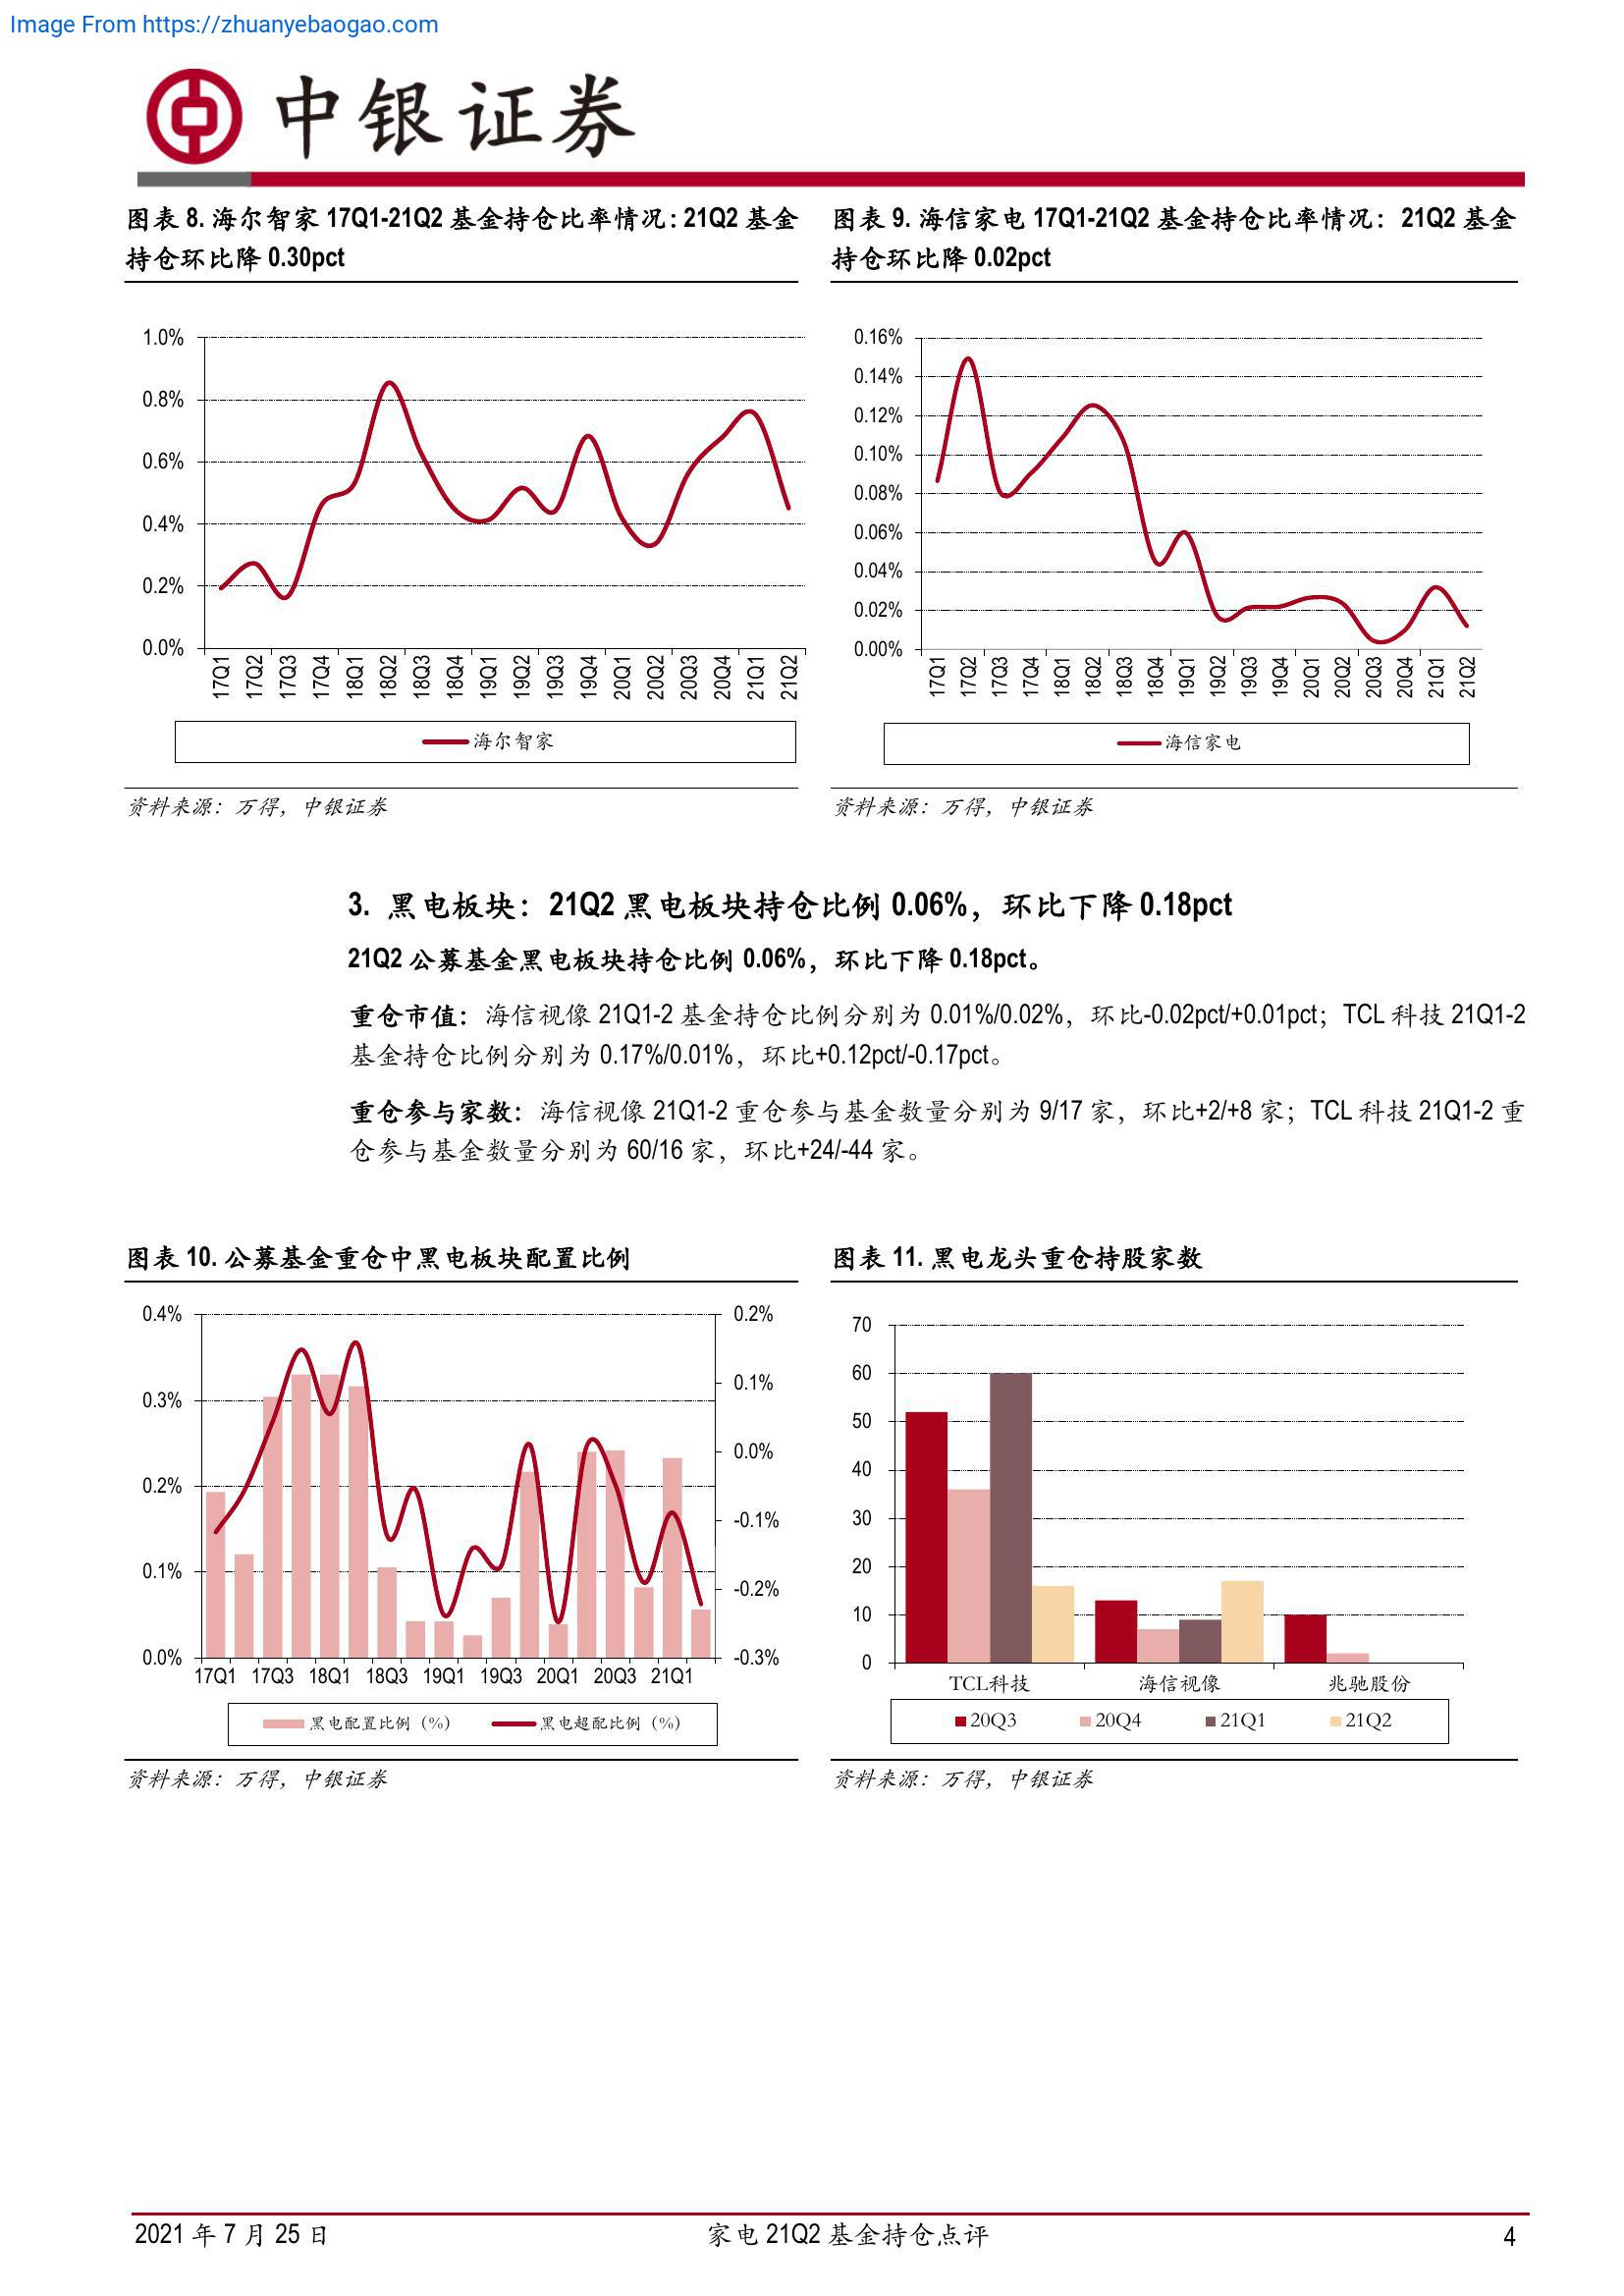 Image From https://zhuanyebaogao.com
中银证券
图表 8. 海尔智家 17Q1-21Q2 基金持仓比率情况：21Q2 基金
持仓环比降 0.30pct
1.0%
0.8%
0.6%
0.4%
0.2%
0.0%
17Q1 17Q2 17Q3 17Q4 18Q1 18Q2 18Q3 18Q4 19Q1 19Q2 19Q3 19Q4 20Q1 20Q2 20Q3 20Q4 21Q1 21Q2
海尔智家
资料来源：万得，中银证券
图表 9. 海信家电 17Q1-21Q2 基金持仓比率情况： 21Q2 基金
持仓环比降 0.02pct
0.16%
0.14%
0.12%
0.10%
0.08%
0.06%
0.04%
0.02%
0.00%
17Q1 17Q2 17Q3 17Q4 18Q1 18Q2 18Q3 18Q4 19Q1 19Q2 19Q3 19Q4 20Q1 20Q2 20Q3 20Q4 21Q1 21Q2
海信家电
资料来源：万得，中银证券
3. 黑电板块：21Q2 黑电板块持仓比例 0.06%，环比下降 0.18pct
21Q2 公募基金黑电板块持仓比例 0.06%，环比下降 0.18pct。
重仓市值：海信视像 21Q1-2 基金持仓比例分别为 0.01%/0.02%，环比-0.02pct/+0.01pct；TCL 科技 21Q1-2
基金持仓比例分别为 0.17%/0.01%，环比+0.12pct/-0.17pct。
重仓参与家数：海信视像 21Q1-2 重仓参与基金数量分别为 9/17 家，环比+2/+8 家；TCL 科技 21Q1-2 重
仓参与基金数量分别为 60/16 家，环比+24/-44 家。
图表 10. 公募基金重仓中黑电板块配置比例
0.4%
0.3%
0.2%
0.1%
0.0%
0.2%
0.1%
0.0%
-0.1%
-0.2%
-0.3%
17Q1 17Q3 18Q1 18Q3 19Q1 19Q3 20Q1 20Q3 21Q1
黑电配置比例（%） 黑电超配比例（%）
资料来源：万得，中银证券
图表 11. 黑电龙头重仓持股家数
70
60
50
40
30
20
10
0
TCL科技 海信视像 兆驰股份
20Q3 20Q4 21Q1 21Q2
资料来源：万得，中银证券
2021 年 7 月 25 日 家电 21Q2 基金持仓点评 4